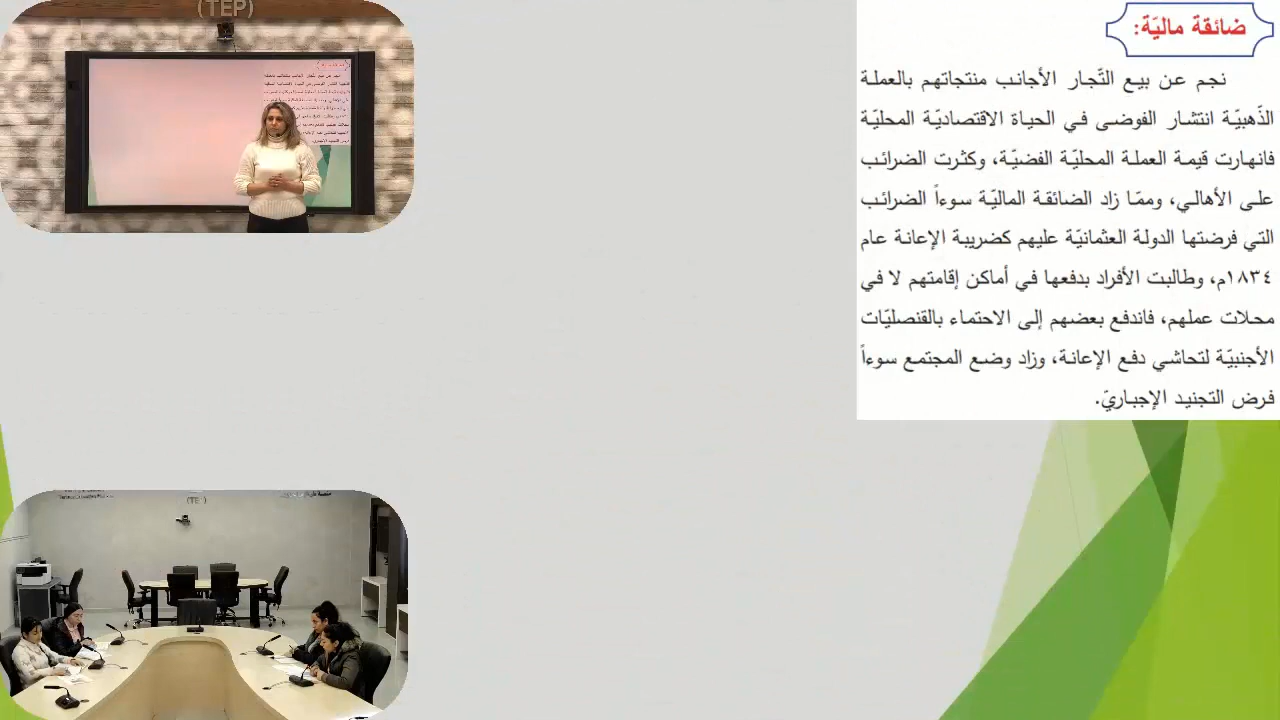 ضائقة ماليّة:
نجم عن بيع التّجار الأجانب منتجاتهم بالعملة
الذّهبيّة انتشار الفوضى في الحياة الاقتصاديّة المحليّة
فانهارت قيمة العملة المحليّة الفضيّة، وكثرت الضرائب
على الأهالي، وممّا زاد الضائقة الماليّة سوءاً الضرائب
التي فرضتها الدولة العثمانيّة عليهم كضريبة الإعانة عام
١٨٣٤م، وطالبت الأفراد بدفعها في أماكن إقامتهم لا في
محلات عملهم، فاندفع بعضهم إلى الاحتماء بالقنصليّات
الأجنبيّة لتحاشي دفع الإعانة، وزاد وضع المجتمع سوءاً
فرض التجنيد الإجباريّ.
(TEP)